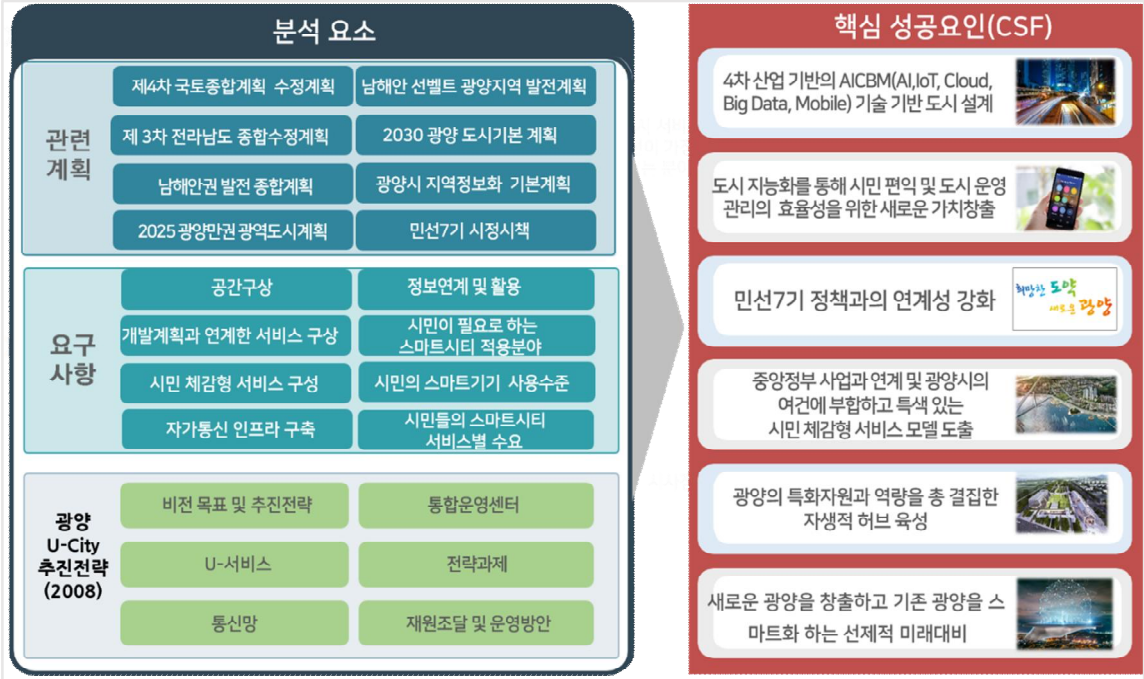 분석 요소
관련
계획
제4차 국토종합계획 수정계획
남해안 선벨트 광양지역 발전계획
제 3차 전라남도 종합수정계획
2030 광양 도시기본 계획
남해안권 발전 종합계획
광양시 지역정보화 기본계획
2025 광양만권 광역도시계획
민선7기 시정시책
요구
사항
공간구상
정보연계 및 활용
개발계획과 연계한 서비스 구상
시민이 필요로 하는
스마트시티 적용분야
시민 체감형 서비스 구성
시민의 스마트기기 사용수준
자가통신 인프라 구축
시민들의 스마트시티
서비스별 수요
광양
U-City
추진전략
(2008)
비전 목표 및 추진전략
통합운영센터
U-서비스
전략과제
통신망
재원조달 및 운영방안
핵심 성공요인(CSF)
4차 산업 기반의 AICBM(AI,IoT, Cloud,
Big Data, Mobile) 기술 기반 도시 설계
도시 지능화를 통해 시민 편익 및 도시 운영
관리의 효율성을 위한 새로운 가치창출
민선7기 정책과의 연계성 강화
희망찬 도약
새로운 광양
중앙정부 사업과 연계 및 광양시의
여건에 부합하고 특색 있는
시민 체감형 서비스 모델 도출
광양의 특화자원과 역량을 총 결집한
자생적 허브 육성
새로운 광양을 창출하고 기존 광양을 스
마트화 하는 선제적 미래대비